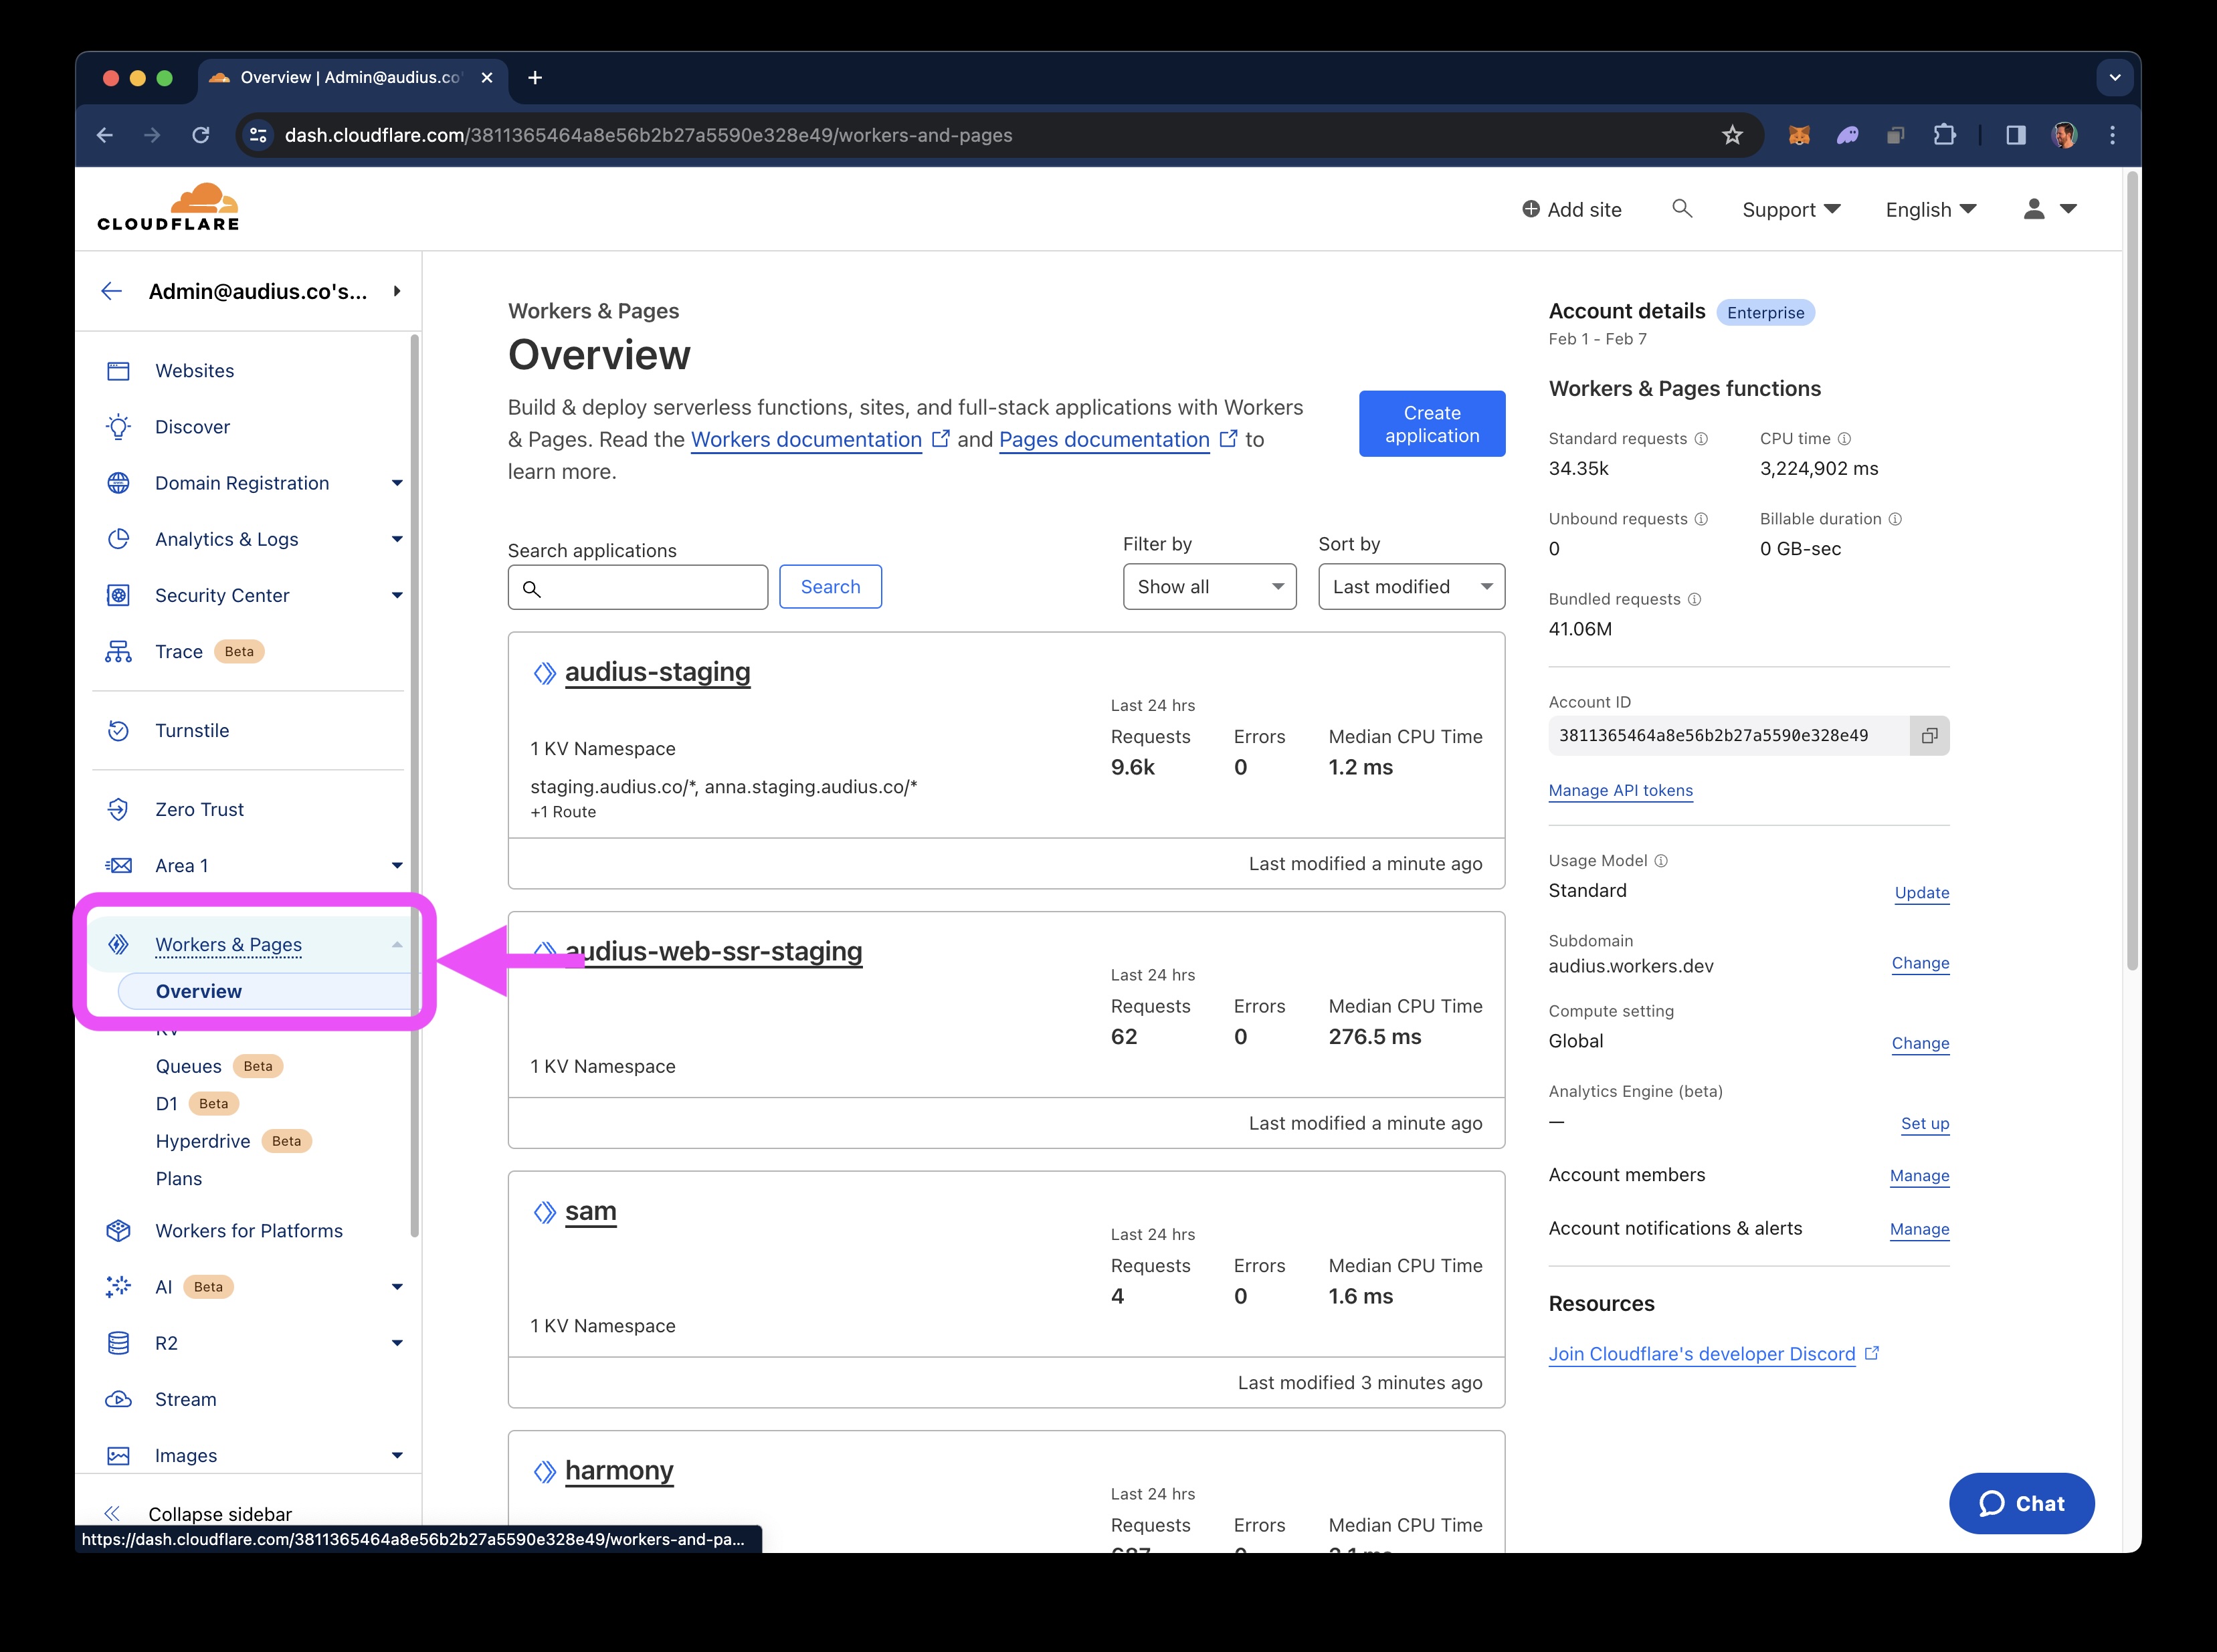 Overview | Admin@audius.co'
dash.cloudflare.com/3811365464a8e56b2b27a5590e328e49/workers-and-pages
CLOUDFLARE
Add site
Support
English
Admin@audius.co's...
Websites
Discover
Domain Registration
Analytics & Logs
Security Center
Trace Beta
Turnstile
Zero Trust
Area 1
Workers & Pages
Overview
KV
Queues Beta
D1 Beta
Hyperdrive Beta
Plans
Workers for Platforms
AI Beta
R2
Stream
Images
Collapse sidebar
https://dash.cloudflare.com/3811365464a8e56b2b27a5590e328e49/workers-and-pa...
Workers & Pages
Overview
Build & deploy serverless functions, sites, and full-stack applications with Workers
& Pages. Read the Workers documentation and Pages documentation to
learn more.
Create
application
Search applications
Search
Filter by
Show all
Sort by
Last modified
audius-staging
1 KV Namespace
staging.audius.co/*, anna.staging.audius.co/*
+1 Route
Last 24 hrs
Requests Errors Median CPU Time
9.6k 0 1.2 ms
Last modified a minute ago
audius-web-ssr-staging
Last 24 hrs
Requests Errors Median CPU Time
62 0 276.5 ms
1 KV Namespace
Last modified a minute ago
sam
Last 24 hrs
Requests Errors Median CPU Time
4 0 1.6 ms
1 KV Namespace
Last modified 3 minutes ago
harmony
Last 24 hrs
Requests Errors Median CPU Time
Account details Enterprise
Feb 1 - Feb 7
Workers & Pages functions
Standard requests CPU time
34.35k 3,224,902 ms
Unbound requests Billable duration
0 0 GB-sec
Bundled requests
41.06M
Account ID
3811365464a8e56b2b27a5590e328e49
Manage API tokens
Usage Model
Standard Update
Subdomain
audius.workers.dev Change
Compute setting
Global Change
Analytics Engine (beta)
— Set up
Account members Manage
Account notifications & alerts Manage
Resources
Join Cloudflare's developer Discord
Chat